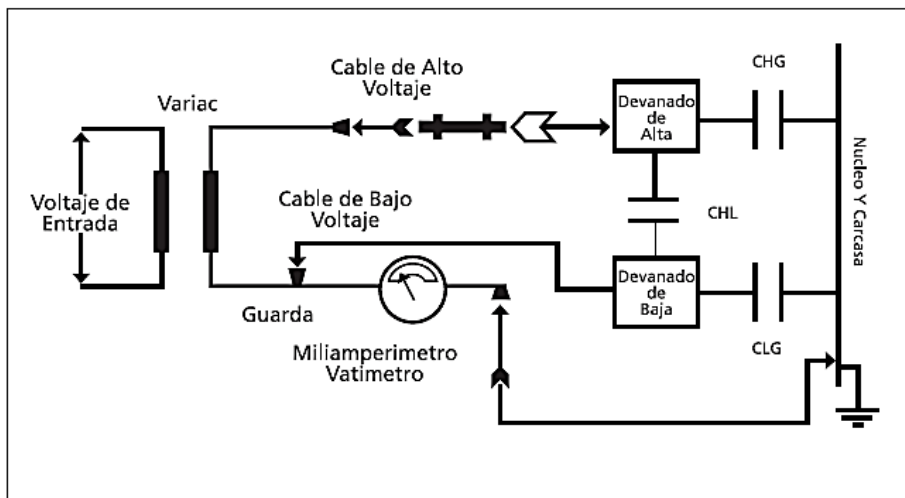 Cable de Alto
Voltaje
Variac
Devanado
de
Alta
CHG
Voltaje de
Entrada
Cable de Bajo
Voltaje
CHL
Nucleo Y Carcasa
Guarda
Devanado
de
Baja
Miliamperimetro
Vatimetro
CLG